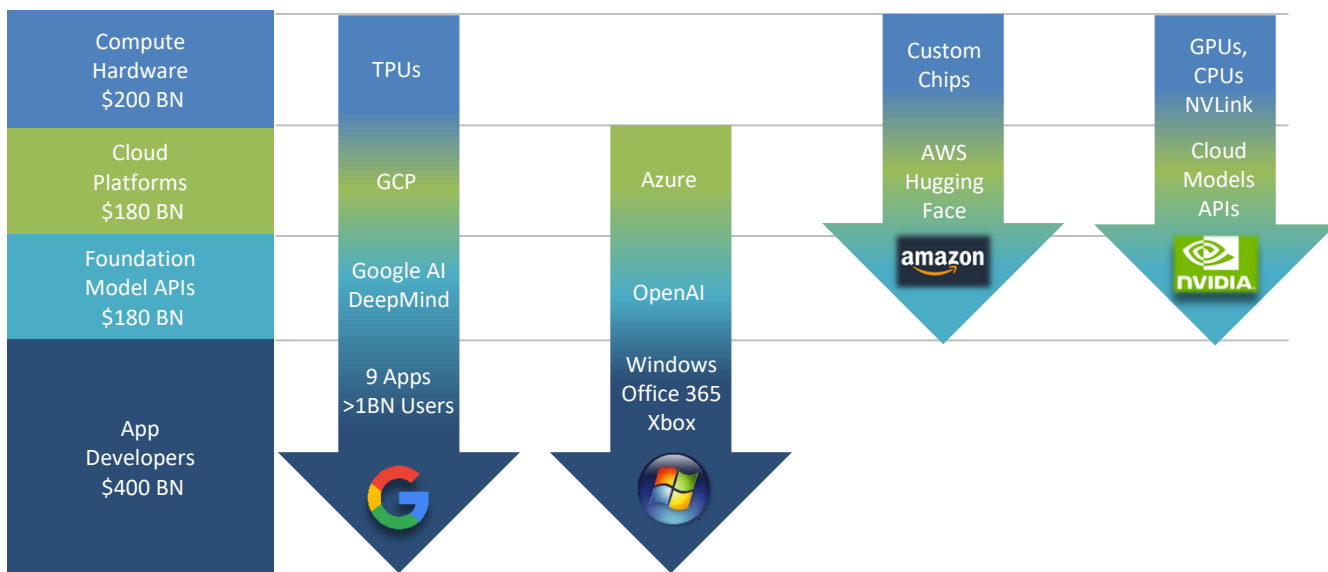 Compute
Hardware
$200 BN
Cloud
Platforms
$180 BN
Foundation
Model APIs
$180 BN
App
Developers
$400 BN
TPUs
GCP
Google AI
DeepMind
9 Apps
>1BN Users
G
Azure
OpenAI
Windows
Office 365
Xbox
Custom
Chips
AWS
Hugging
Face
amazon
GPUs,
CPUs
NVLink
Cloud
Models
APIs
NVIDIA